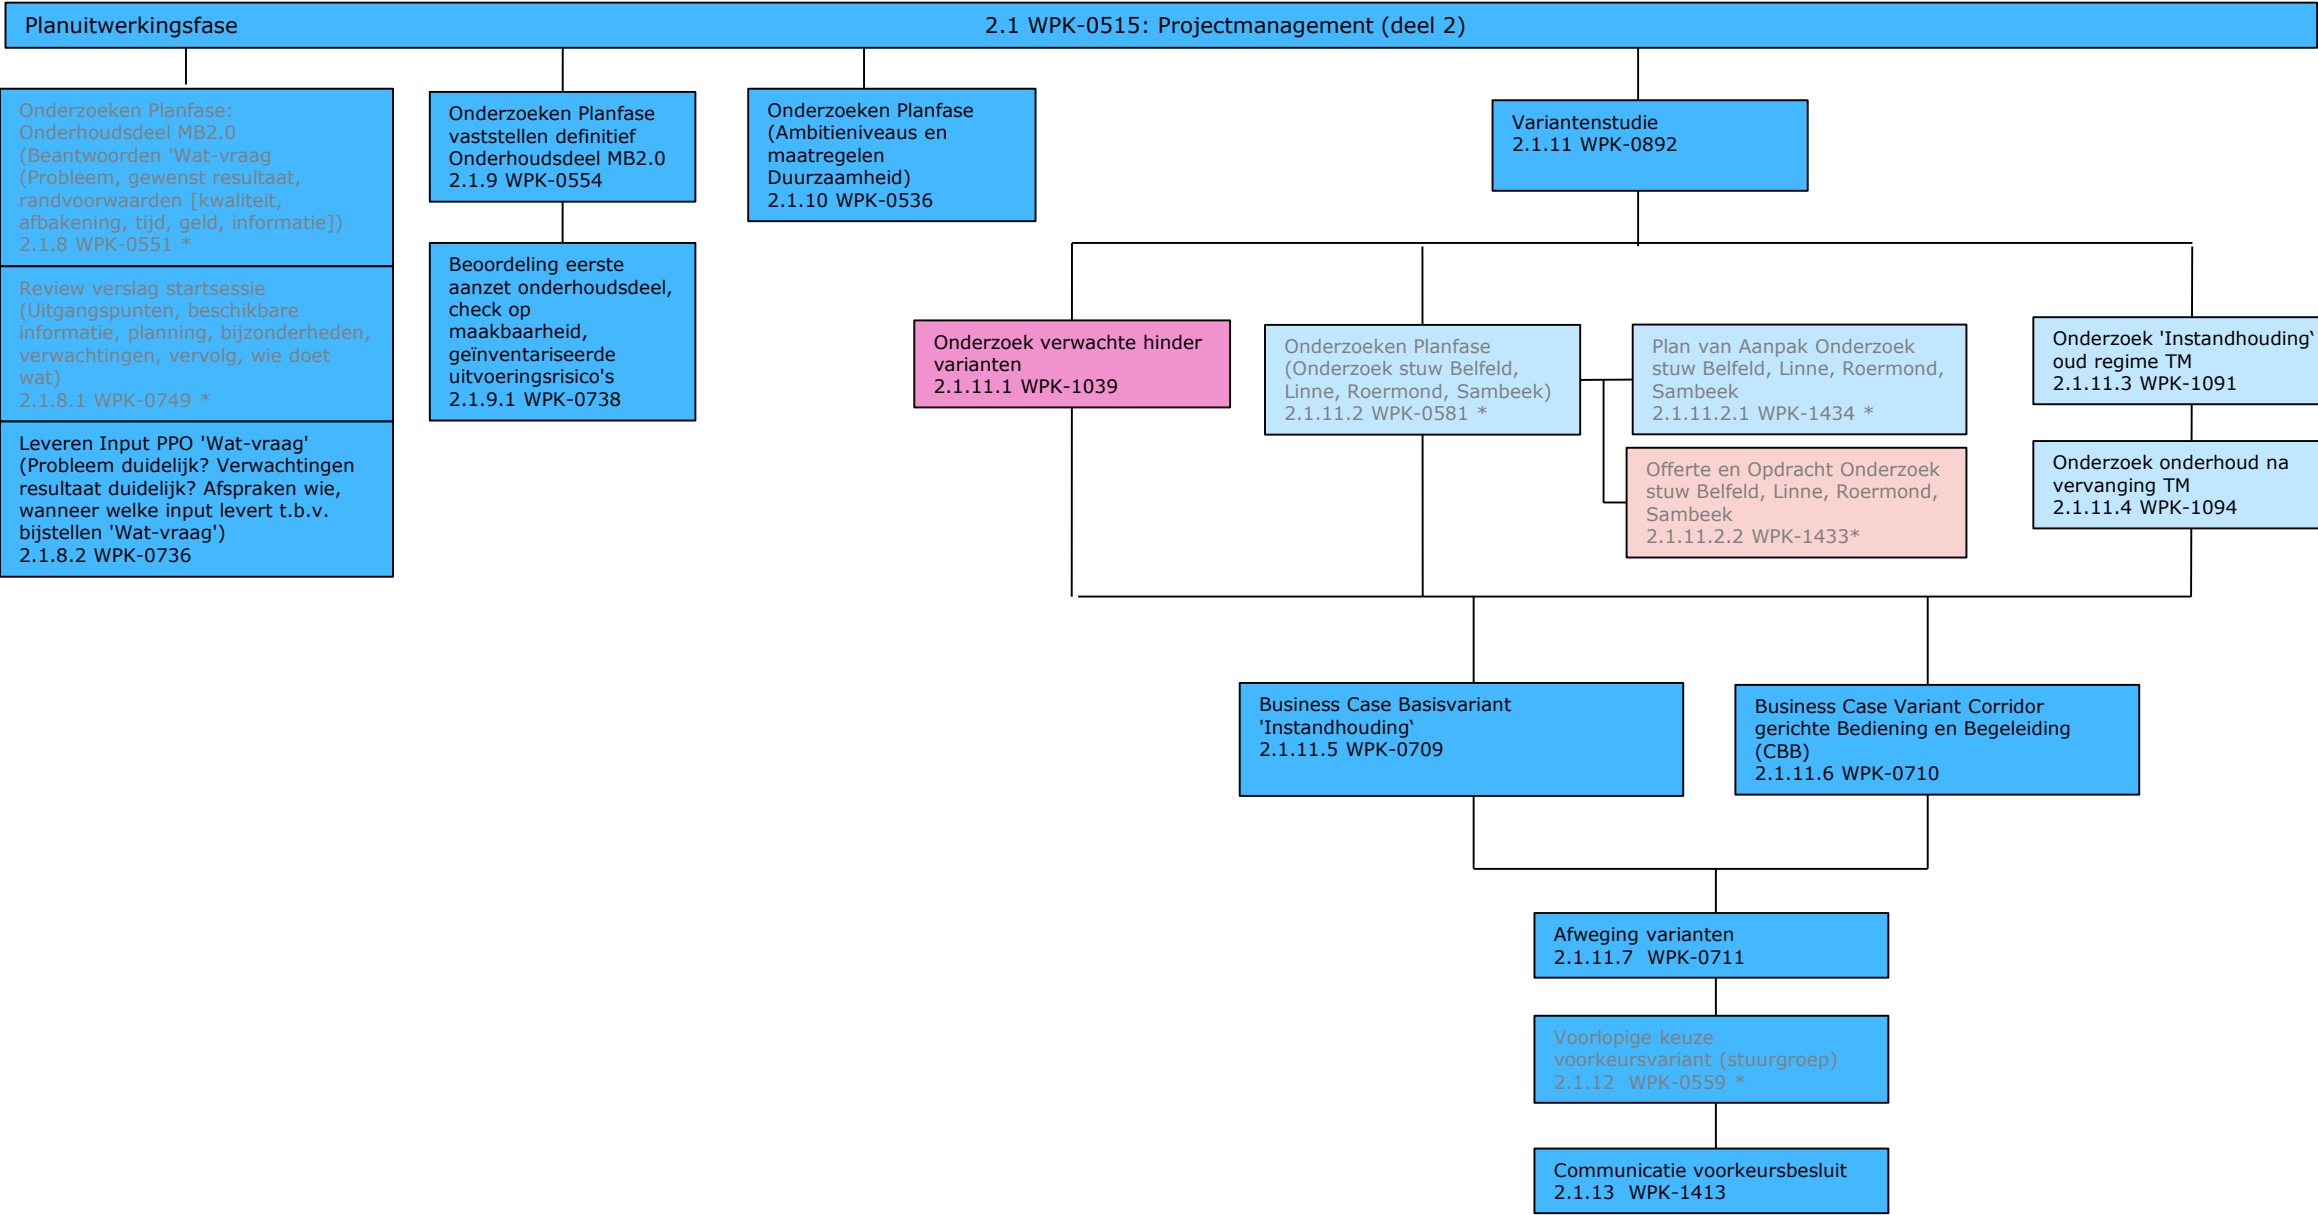 Planuitwerkingsfase
2.1 WPK-0515: Projectmanagement (deel 2)
Onderzoeken Planfase:
Onderhoudsdeel MB2.0
(Beantwoorden 'Wat-vraag
(Probleem, gewenst resultaat,
randvoorwaarden [kwaliteit,
afbakening, tijd, geld, informatie])
2.1.8 WPK-0551 *
Review verslag startsessie
(Uitgangspunten, beschikbare
informatie, planning, bijzonderheden,
verwachtingen, vervolg, wie doet
wat)
2.1.8.1 WPK-0749 *
Leveren Input PPO 'Wat-vraag'
(Probleem duidelijk? Verwachtingen
resultaat duidelijk? Afspraken wie,
wanneer welke input levert t.b.v.
bijstellen 'Wat-vraag')
2.1.8.2 WPK-0736
Onderzoeken Planfase
vaststellen definitief
Onderhoudsdeel MB2.0
2.1.9 WPK-0554
Beoordeling eerste
aanzet onderhoudsdeel,
check op
maakbaarheid,
geïnventariseerde
uitvoeringsrisico's
2.1.9.1 WPK-0738
Onderzoeken Planfase
(Ambitieniveaus en
maatregelen
Duurzaamheid)
2.1.10 WPK-0536
Variantenstudie
2.1.11 WPK-0892
Onderzoek verwachte hinder
varianten
2.1.11.1 WPK-1039
Onderzoeken Planfase
(Onderzoek stuw Belfeld,
Linne, Roermond, Sambeek)
2.1.11.2 WPK-0581 *
Plan van Aanpak Onderzoek
stuw Belfeld, Linne, Roermond,
Sambeek
2.1.11.2.1 WPK-1434 *
Offerte en Opdracht Onderzoek
stuw Belfeld, Linne, Roermond,
Sambeek
2.1.11.2.2 WPK-1433*
Onderzoek 'Instandhouding‘
oud regime TM
2.1.11.3 WPK-1091
Onderzoek onderhoud na
vervanging TM
2.1.11.4 WPK-1094
Business Case Basisvariant
'Instandhouding‘
2.1.11.5 WPK-0709
Business Case Variant Corridor
gerichte Bediening en Begeleiding
(CBB)
2.1.11.6 WPK-0710
Afweging varianten
2.1.11.7  WPK-0711
Voorlopige keuze
voorkeursvariant (stuurgroep)
2.1.12  WPK-0559 *
Communicatie voorkeursbesluit
2.1.13  WPK-1413